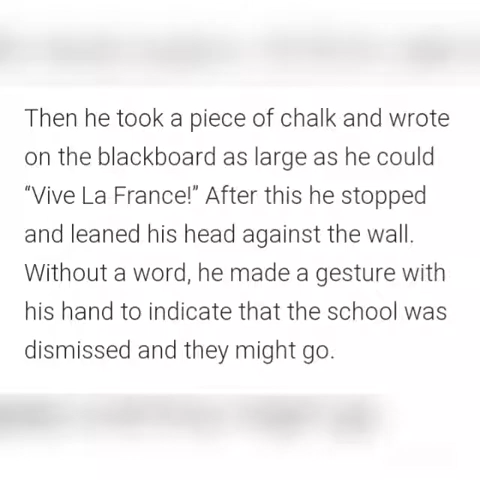 Then he took a piece of chalk and wrote
on the blackboard as large as he could
“Vive La France!” After this he stopped
and leaned his head against the wall.
Without a word, he made a gesture with
his hand to indicate that the school was
dismissed and they might go.